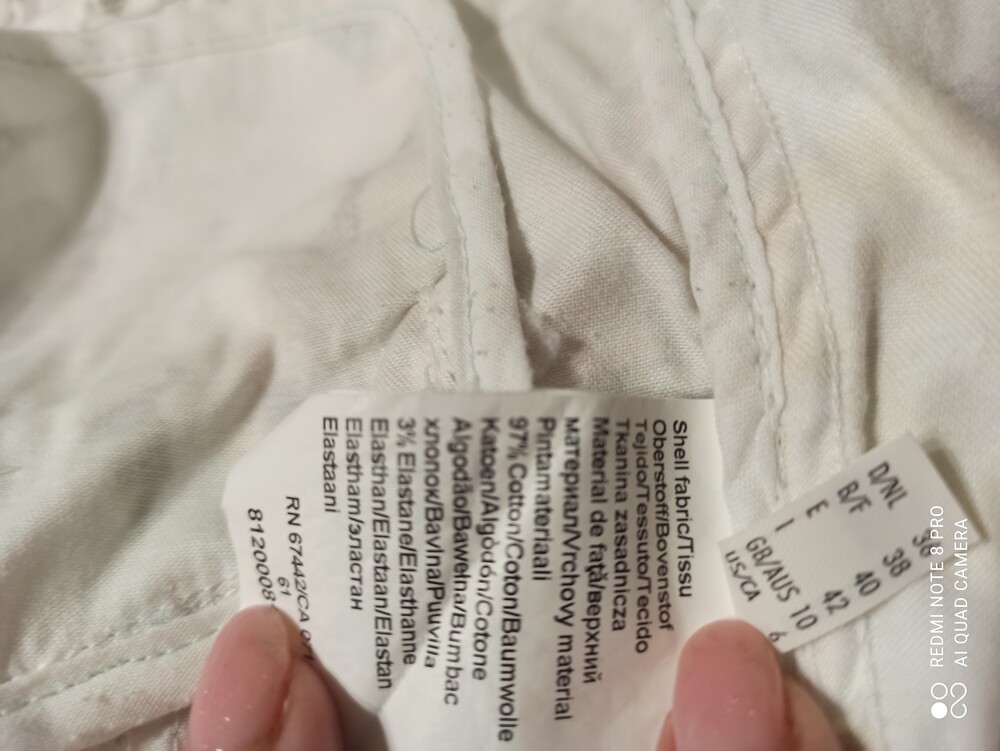 Shell fabric/Tissu
Oberstoff/Bovenstof
Tejido/Tessuto/Tecido
Tkanina zasadnicza
Material de faţă/верхний
материал/Vrchovy material
Pintamateriaali
97% Cotton/Coton/Baumwolle
Katoen/Algodón/Cotone
Algodão/Bawełna/Bumbac
хлопок/Bavlna/Puuvilla
3% Elastane/Elasthanne
Elasthan/Elastaan/Elastan
Elastham/эластан
Elastaani
RN 67442/CA
61
8120008
D/NL 36
B/F 38
E 40
I 42
GB/AUS 10
US/CA 6
REDMI NOTE 8 PRO
AI QUAD CAMERA